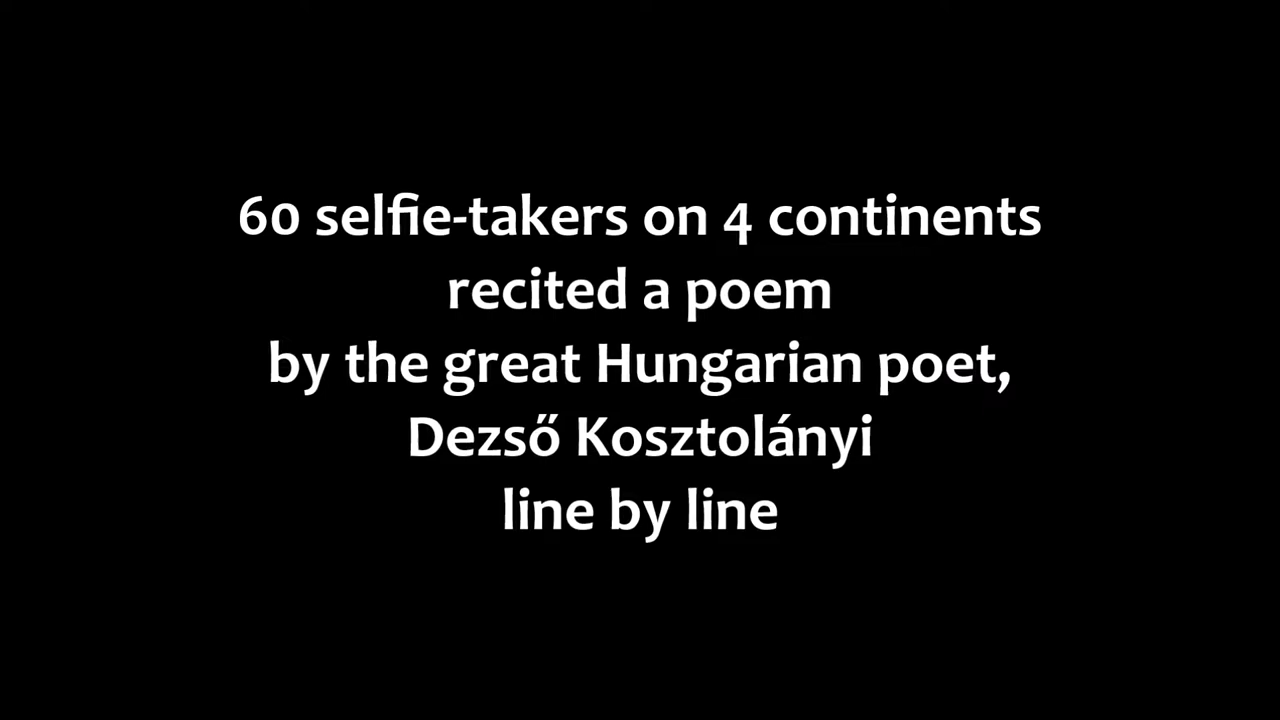 60 selfie-takers on 4 continents
recited a poem
by the great Hungarian poet,
Dezső Kosztolányi
line by line